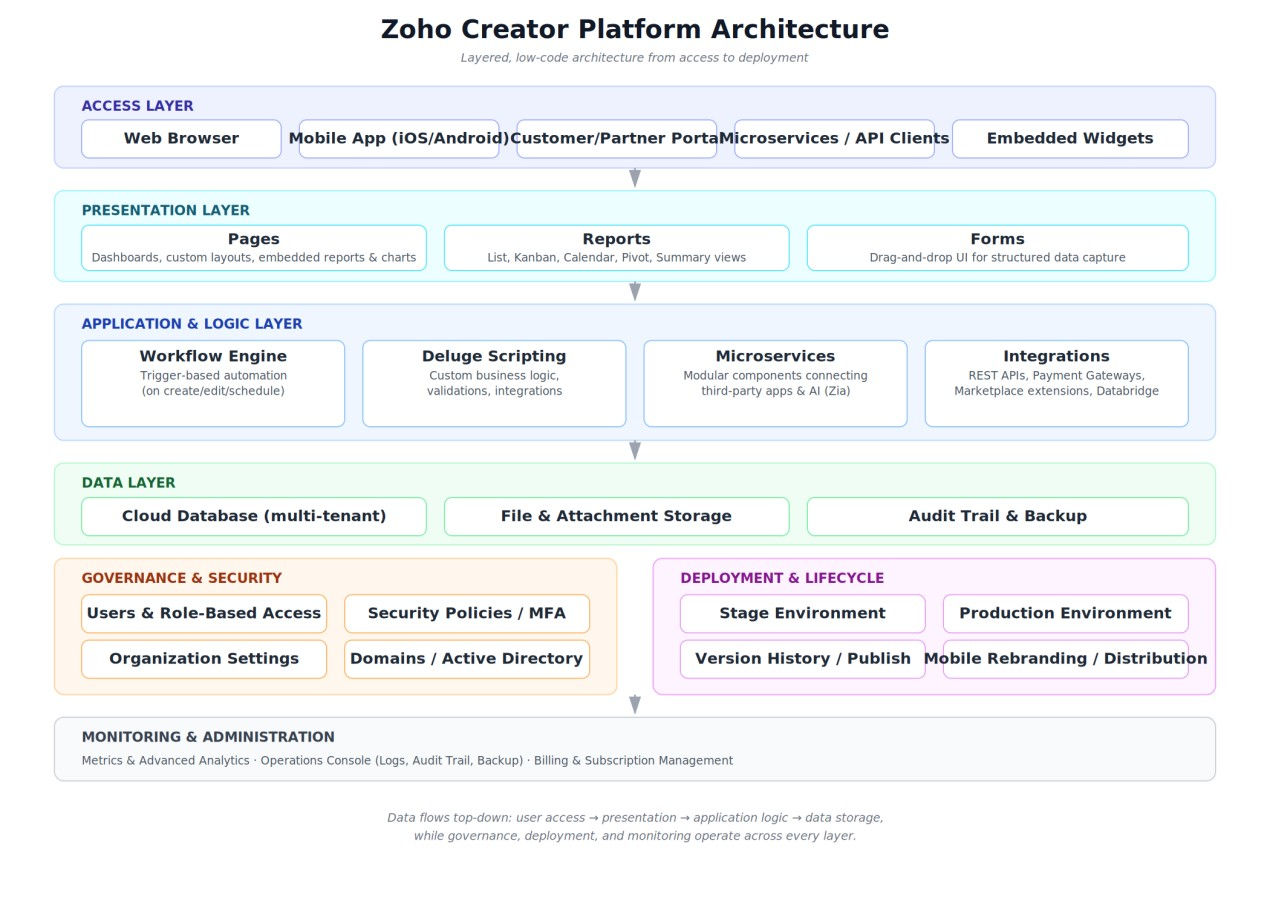 Zoho Creator Platform Architecture
Layered, low-code architecture from access to deployment
ACCESS LAYER
Web Browser
Mobile App (iOS/Android)
Customer/Partner Portal
Microservices / API Clients
Embedded Widgets
PRESENTATION LAYER
Pages
Dashboards, custom layouts, embedded reports & charts
Reports
List, Kanban, Calendar, Pivot, Summary views
Forms
Drag-and-drop UI for structured data capture
APPLICATION & LOGIC LAYER
Workflow Engine
Trigger-based automation
(on create/edit/schedule)
Deluge Scripting
Custom business logic,
validations, integrations
Microservices
Modular components connecting
third-party apps & AI (Zia)
Integrations
REST APIs, Payment Gateways,
Marketplace extensions, Databridge
DATA LAYER
Cloud Database (multi-tenant)
File & Attachment Storage
Audit Trail & Backup
GOVERNANCE & SECURITY
Users & Role-Based Access
Security Policies / MFA
Organization Settings
Domains / Active Directory
DEPLOYMENT & LIFECYCLE
Stage Environment
Production Environment
Version History / Publish
Mobile Rebranding / Distribution
MONITORING & ADMINISTRATION
Metrics & Advanced Analytics · Operations Console (Logs, Audit Trail, Backup) · Billing & Subscription Management
Data flows top-down: user access → presentation → application logic → data storage,
while governance, deployment, and monitoring operate across every layer.